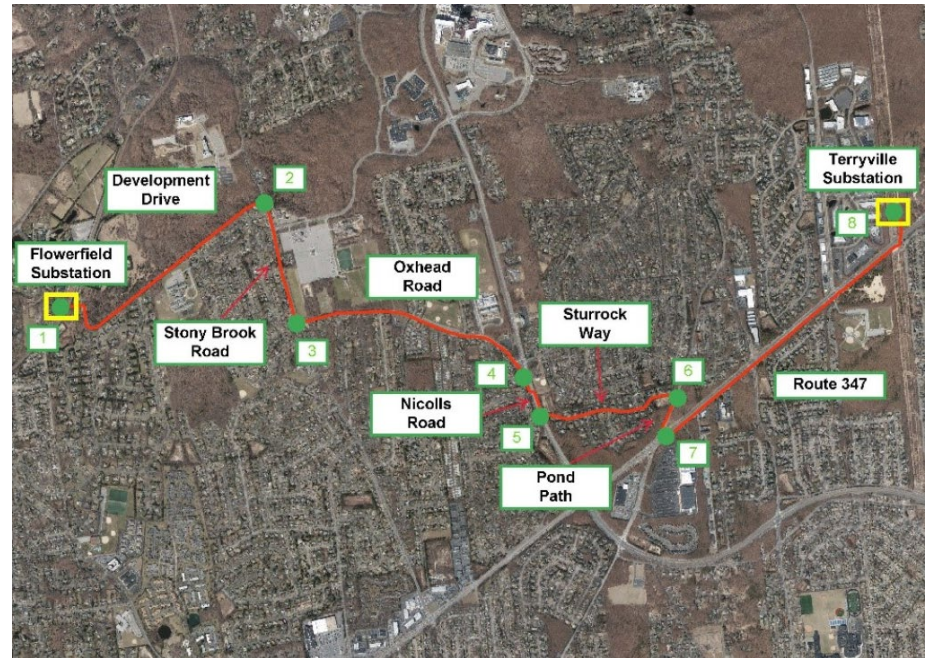 Terryville
Substation
2
Development
Drive
8
Flowerfield
Substation
Oxhead
Road
Sturrock
Way
1
Stony Brook
Road
3
4
6
Route 347
Nicolls
Road
5
7
Pond
Path